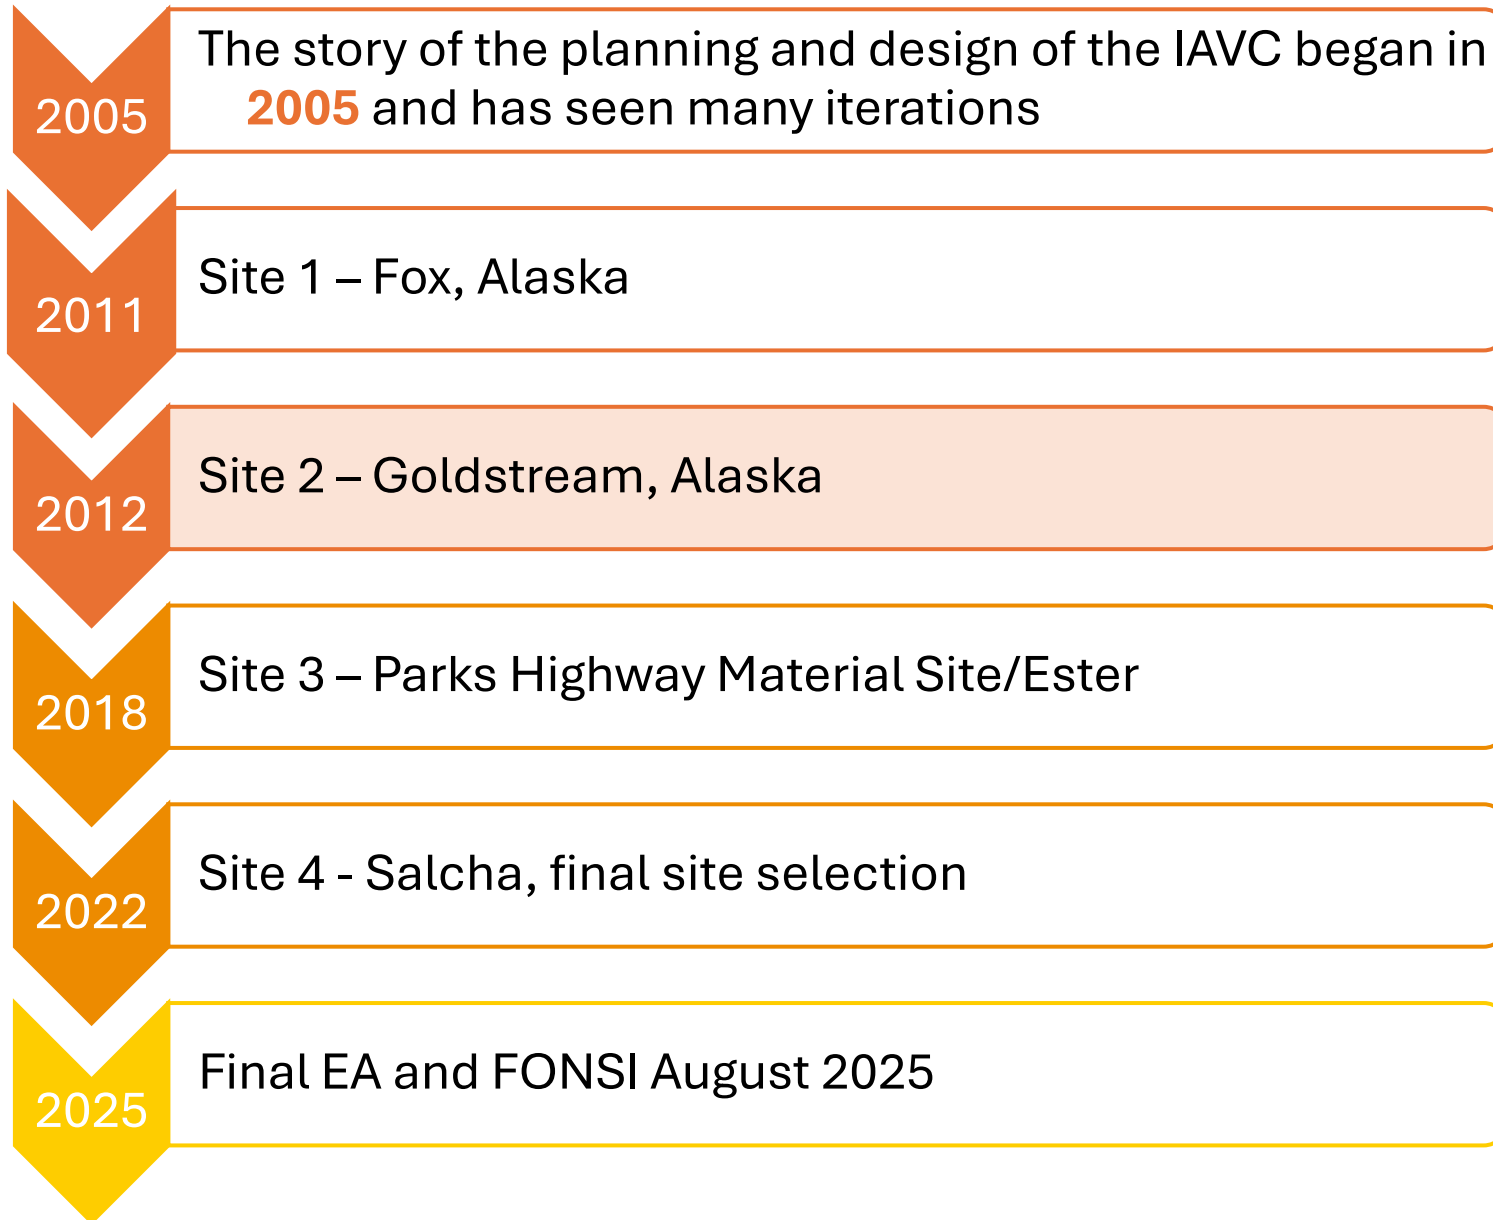 2005
The story of the planning and design of the IAVC began in
2005 and has seen many iterations
2011
Site 1 – Fox, Alaska
2012
Site 2 – Goldstream, Alaska
2018
Site 3 – Parks Highway Material Site/Ester
2022
Site 4 - Salcha, final site selection
2025
Final EA and FONSI August 2025